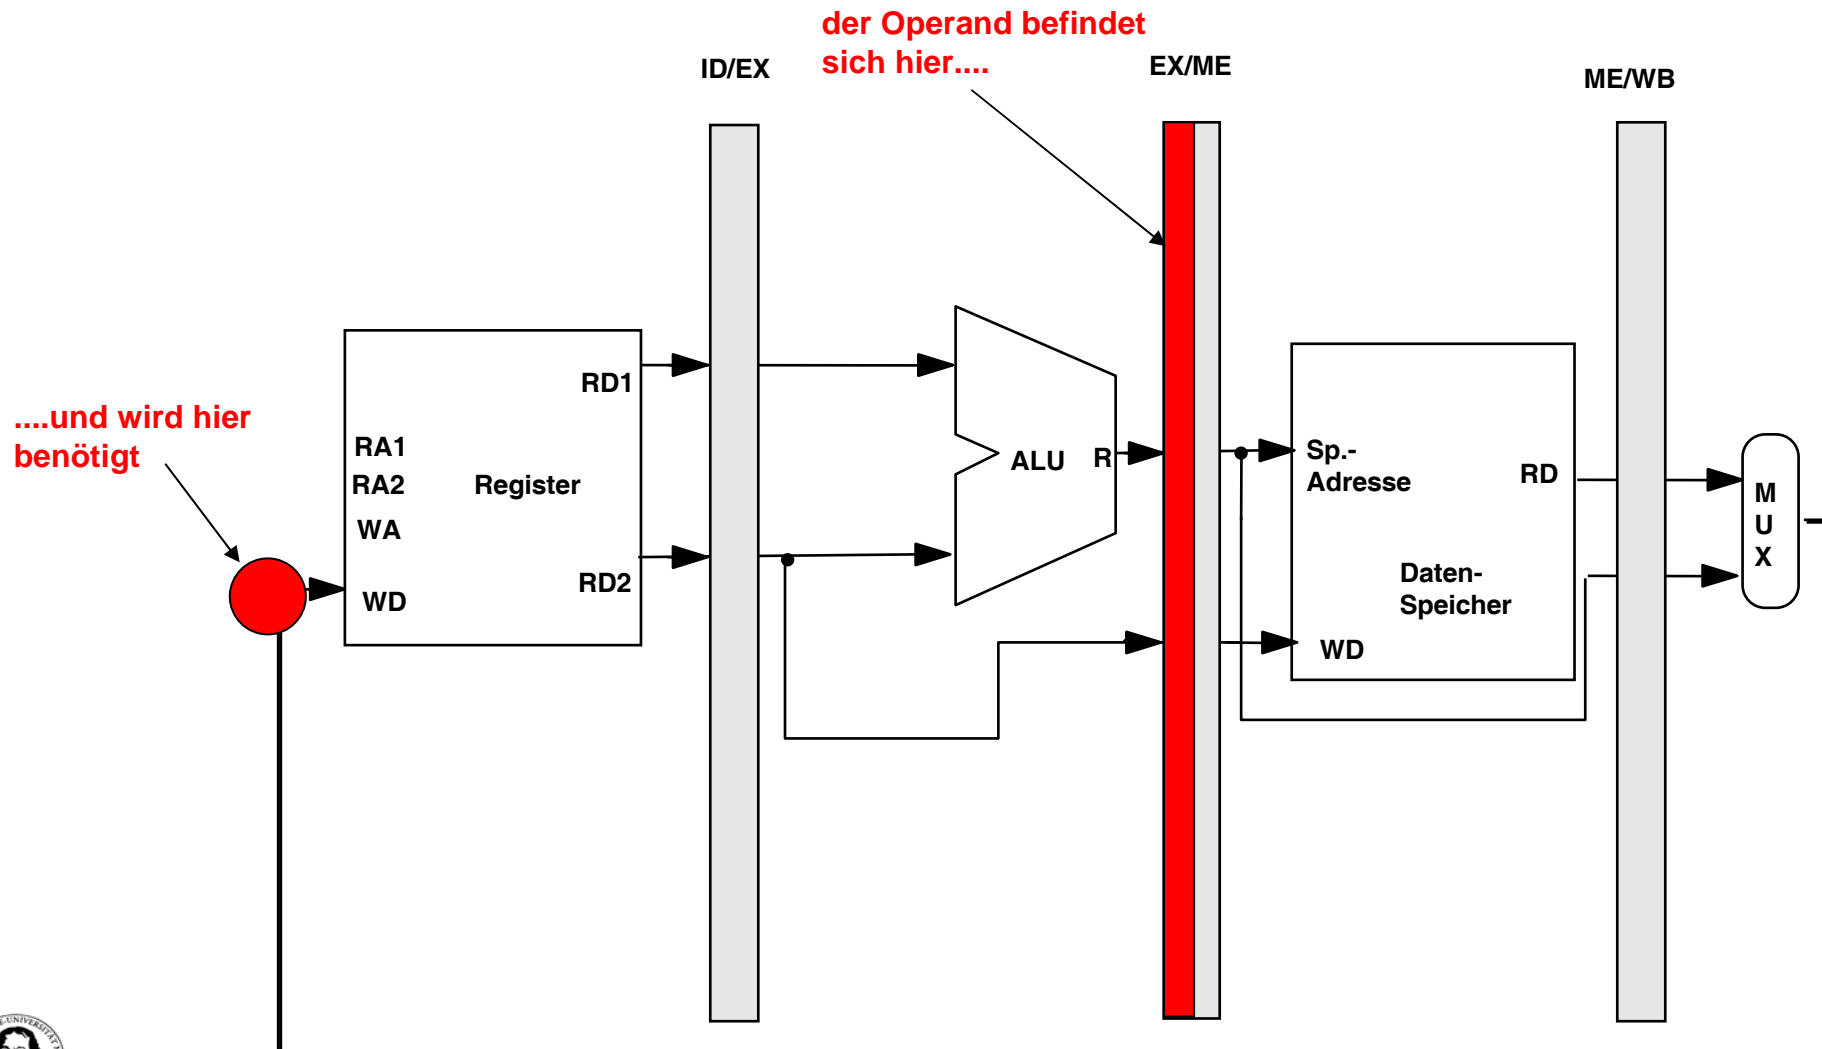 der Operand befindet
sich hier....
ID/EX
EX/ME
ME/WB
....und wird hier
benötigt
RD1
RA1
RA2
WA
WD
Register
RD2
ALU
R
Sp.-
Adresse
RD
Daten-
Speicher
WD
M
U
X